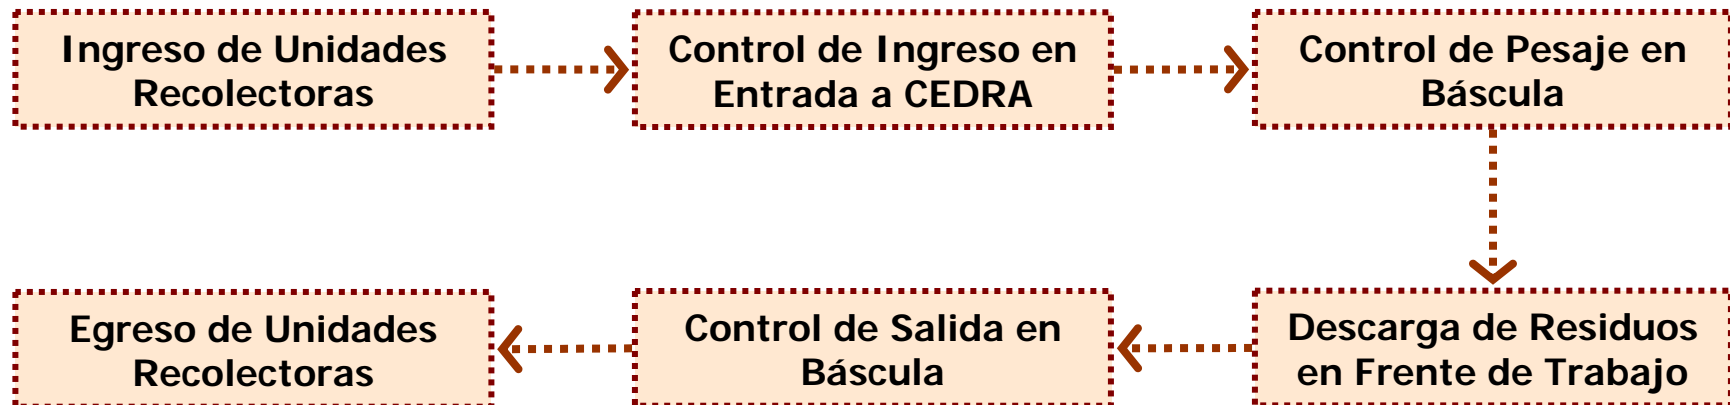 Ingreso de Unidades
Recolectoras
Control de Ingreso en
Entrada a CEDRA
Control de Pesaje en
Báscula
Descarga de Residuos
en Frente de Trabajo
Control de Salida en
Báscula
Egreso de Unidades
Recolectoras